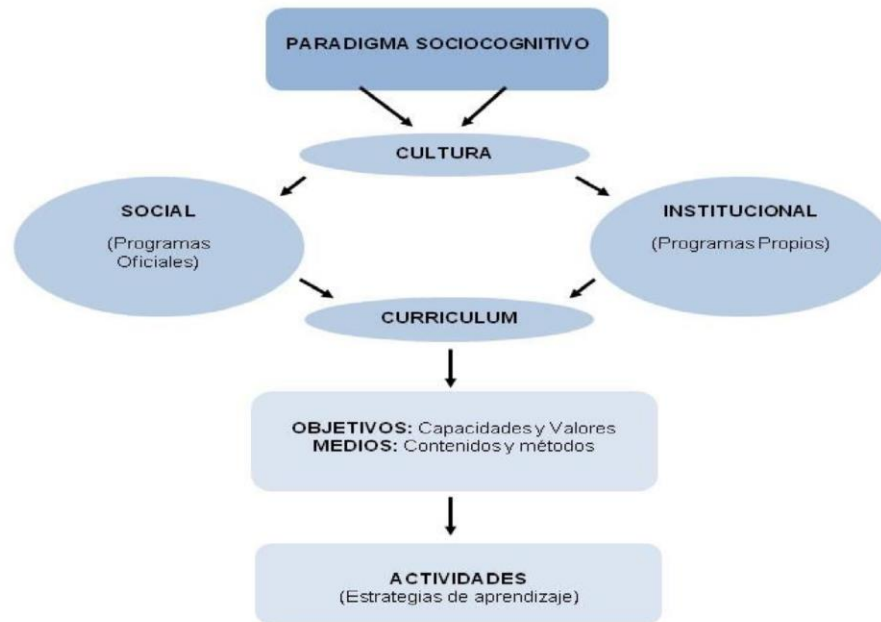 PARADIGMA SOCIOCOGNITIVO
CULTURA
SOCIAL
(Programas
Oficiales)
INSTITUCIONAL
(Programas Propios)
CURRICULUM
OBJETIVOS: Capacidades y Valores
MEDIOS: Contenidos y métodos
ACTIVIDADES
(Estrategias de aprendizaje)